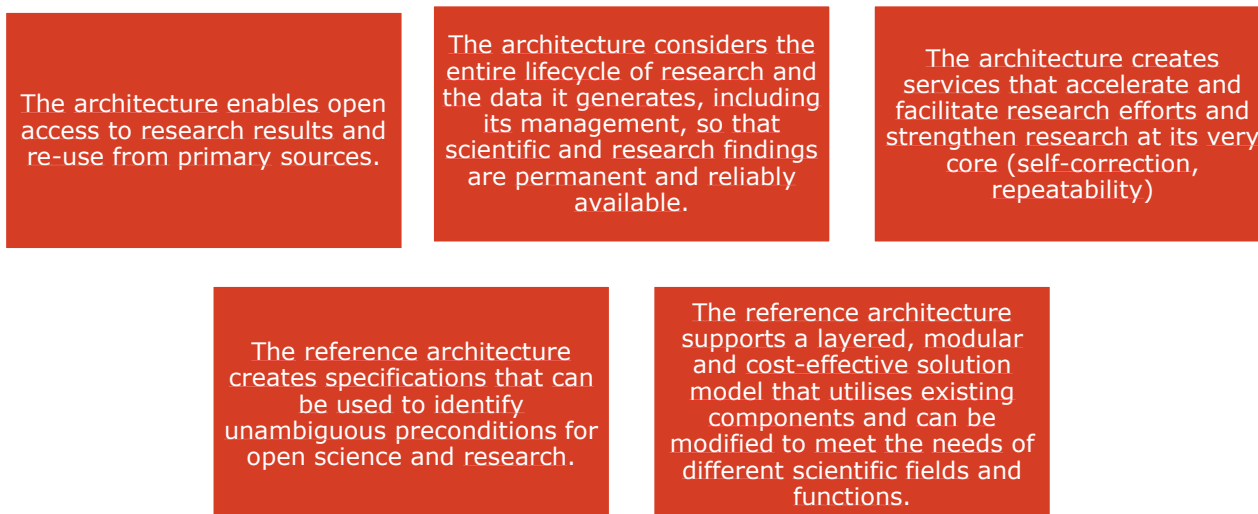 The architecture enables open
access to research results and
re-use from primary sources.
The architecture considers the
entire lifecycle of research and
the data it generates, including
its management, so that
scientific and research findings
are permanent and reliably
available.
The architecture creates
services that accelerate and
facilitate research efforts and
strengthen research at its very
core (self-correction,
repeatability)
The reference architecture
creates specifications that can
be used to identify
unambiguous preconditions for
open science and research.
The reference architecture
supports a layered, modular
and cost-effective solution
model that utilises existing
components and can be
modified to meet the needs of
different scientific fields and
functions.